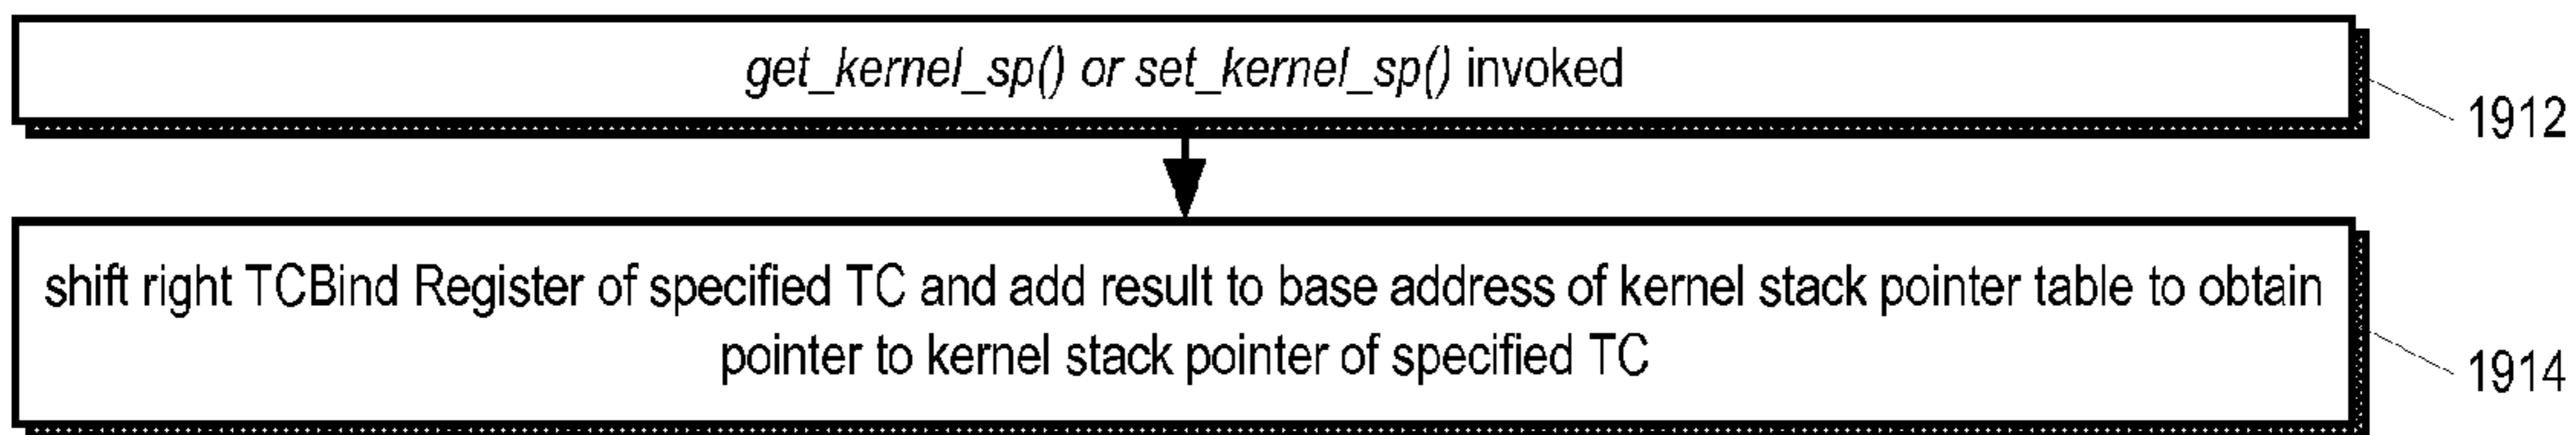 get_kernel_sp() or set_kernel_sp() invoked
1912
shift right TCBind Register of specified TC and add result to base address of kernel stack pointer table to obtain
pointer to kernel stack pointer of specified TC
1914